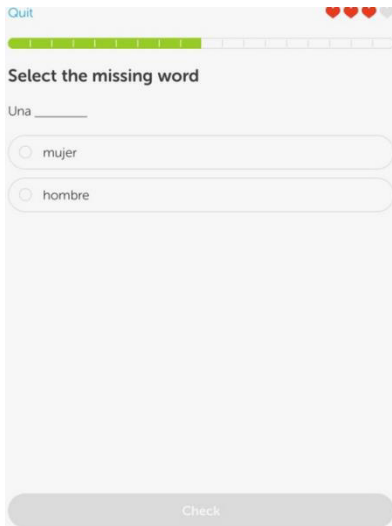 Quit
Select the missing word
Una ________
mujer
hombre
Check